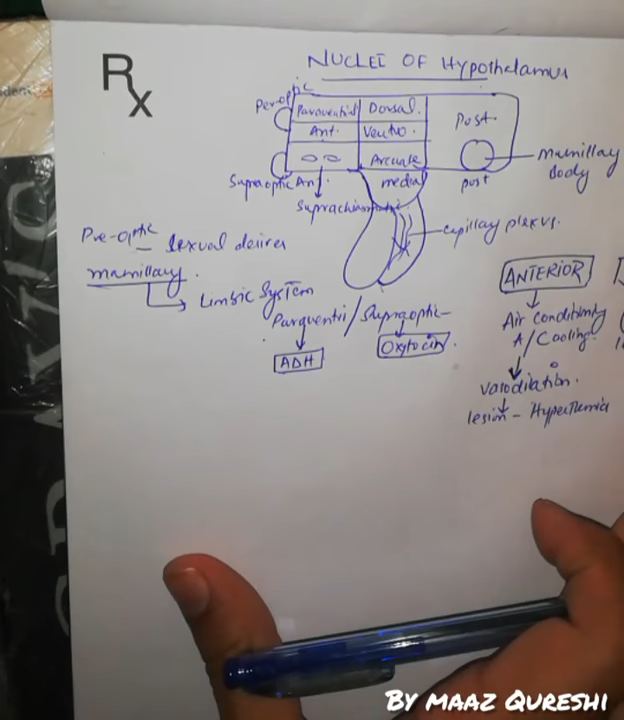 Rx
NUCLEI OF Hypothalamus
Pre-optic
Paraventri Dorsal. Post.
Ant. Ventro.
Arcuate mamillary
Body
Supraoptic Ant. medial post
Suprachiasmatic
capillary plexus.
Pre-optic – sexual desires
mamillary.
Limbic System
Parquentri / Supraoptic
ADH Oxytocin.
ANTERIOR
Air conditioning
A/Cooling.
vasodilation.
lesion – Hyperthermia
BY MAAZ QURESHI